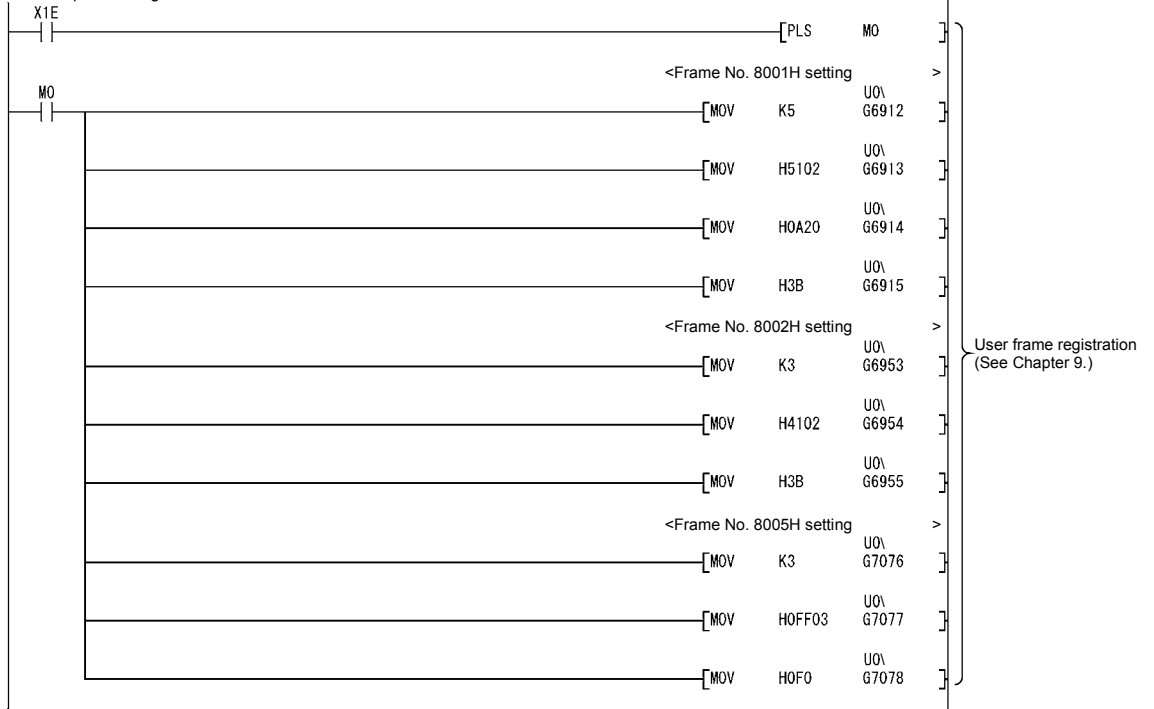 X1E
[PLS M0 ]
<Frame No. 8001H setting >
M0
U0\
[MOV K5 G6912 ]
U0\
[MOV H5102 G6913 ]
U0\
[MOV H0A20 G6914 ]
U0\
[MOV H3B G6915 ]
<Frame No. 8002H setting >
U0\
[MOV K3 G6953 ]
User frame registration
(See Chapter 9.)
U0\
[MOV H4102 G6954 ]
U0\
[MOV H3B G6955 ]
<Frame No. 8005H setting >
U0\
[MOV K3 G7076 ]
U0\
[MOV H0FF03 G7077 ]
U0\
[MOV H0F0 G7078 ]